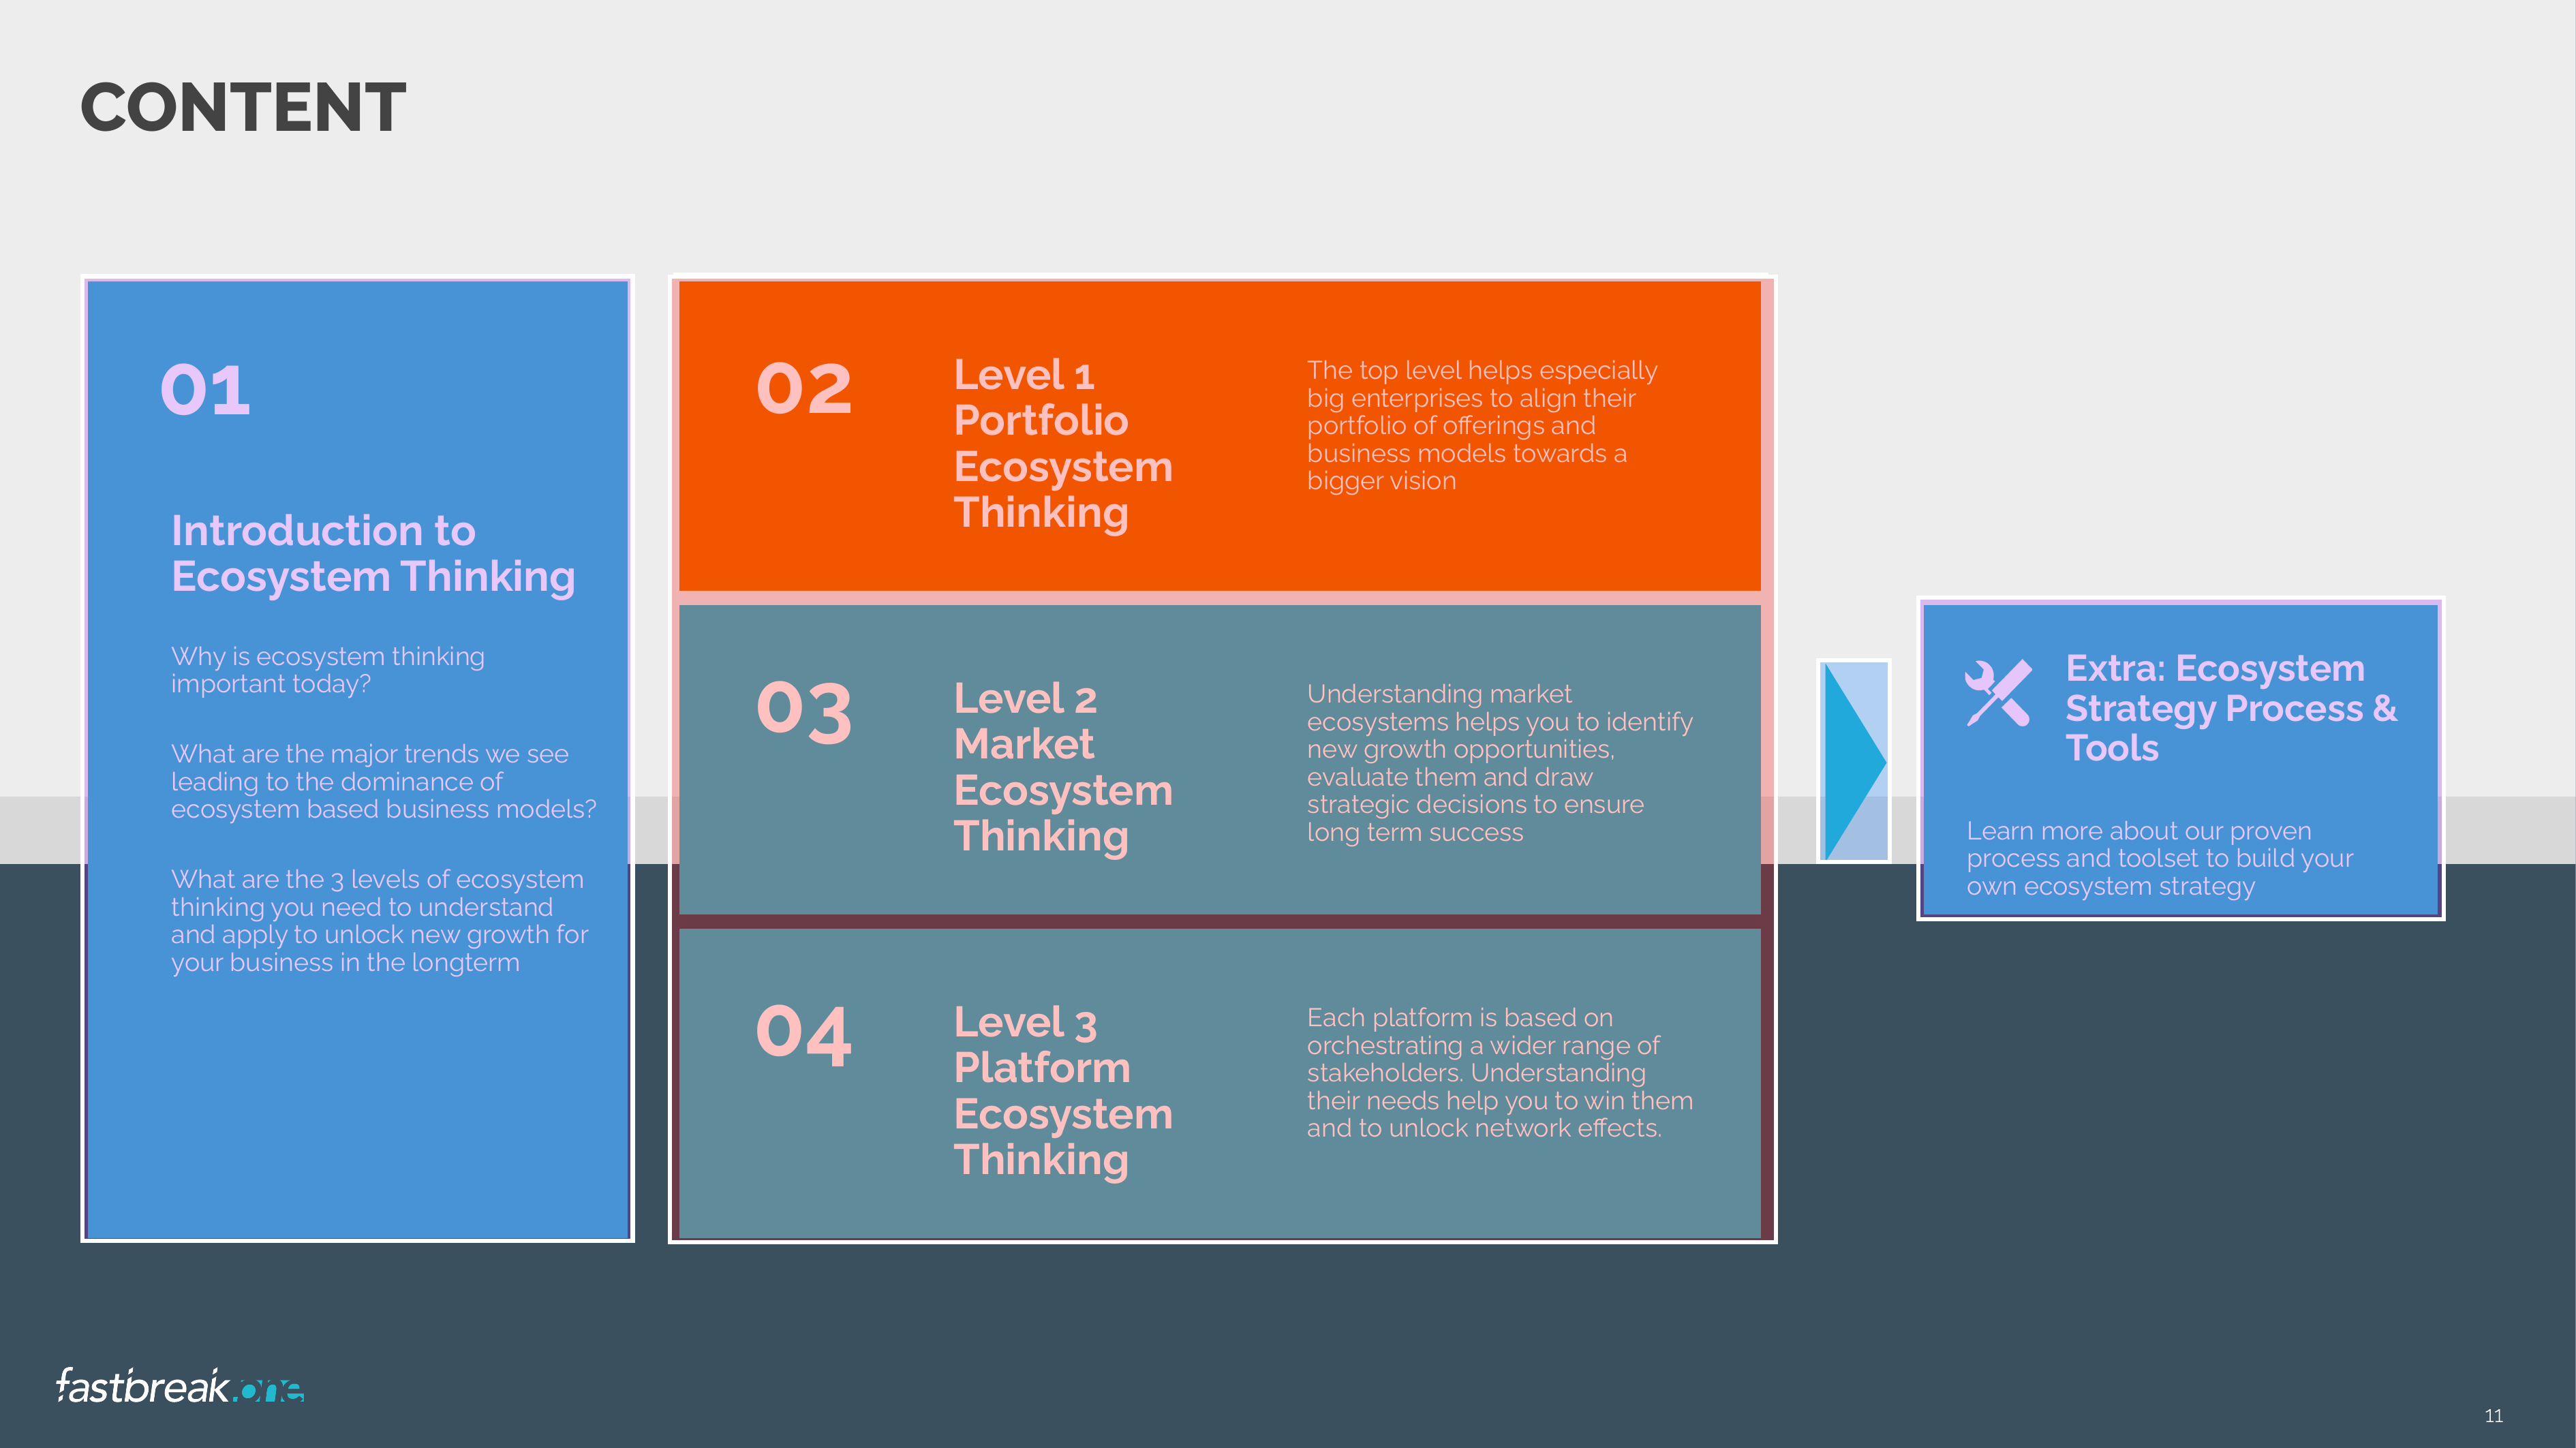 CONTENT
01
Introduction to
Ecosystem Thinking
Why is ecosystem thinking
important today?
What are the major trends we see
leading to the dominance of
ecosystem based business models?
What are the 3 levels of ecosystem
thinking you need to understand
and apply to unlock new growth for
your business in the longterm
02
Level 1
Portfolio
Ecosystem
Thinking
The top level helps especially
big enterprises to align their
portfolio of offerings and
business models towards a
bigger vision
03
Level 2
Market
Ecosystem
Thinking
Understanding market
ecosystems helps you to identify
new growth opportunities,
evaluate them and draw
strategic decisions to ensure
long term success
04
Level 3
Platform
Ecosystem
Thinking
Each platform is based on
orchestrating a wider range of
stakeholders. Understanding
their needs help you to win them
and to unlock network effects.
Extra: Ecosystem
Strategy Process &
Tools
Learn more about our proven
process and toolset to build your
own ecosystem strategy
fastbreak.one
11